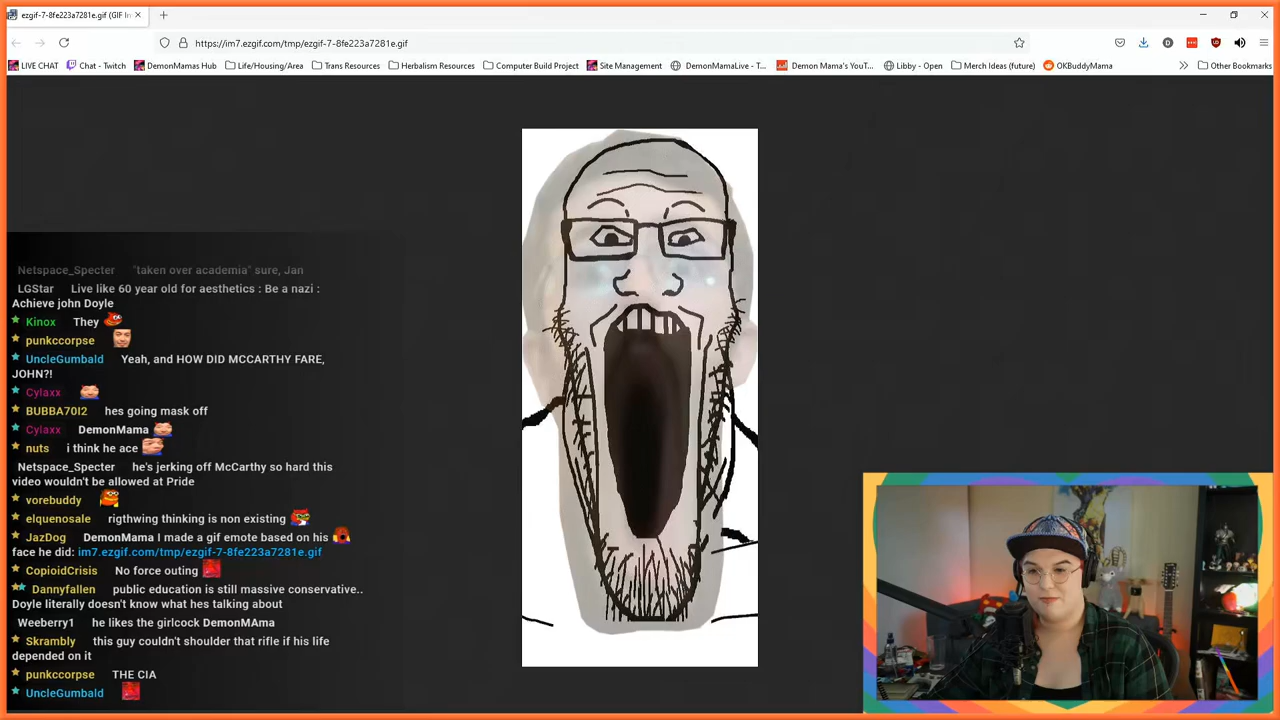 ezgif-7-8fe223a7281e.gif (GIF Im
https://im7.ezgif.com/tmp/ezgif-7-8fe223a7281e.gif
LIVE CHAT Chat - Twitch DemonMamas Hub Life/Housing/Area Trans Resources Herbalism Resources Computer Build Project Site Management DemonMamasLive - T... Demon Mama's YouT... Libby - Open Merch Ideas (future) OKBuddyMama Other Bookmarks
Netspace_Specter "taken over academia" sure, Jan
LGStar Live like 60 year old for aesthetics : Be a nazi :
Achieve john Doyle
Kinox They
punkccorpse
UncleGumbald Yeah, and HOW DID MCCARTHY FARE,
JOHN?!
Cylaxx
BUBBA70I2 hes going mask off
Cylaxx DemonMama
nuts i think he ace
Netspace_Specter he's jerking off McCarthy so hard this
video wouldn't be allowed at Pride
vorebuddy
elquenosale rigthwing thinking is non existing
JazDog DemonMama I made a gif emote based on his
face he did: im7.ezgif.com/tmp/ezgif-7-8fe223a7281e.gif
CopioidCrisis No force outing
Dannyfallen public education is still massive conservative..
Doyle literally doesn't know what hes talking about
Weeberry1 he likes the girlcock DemonMAma
Skrambly this guy couldn't shoulder that rifle if his life
depended on it
punkccorpse THE CIA
UncleGumbald